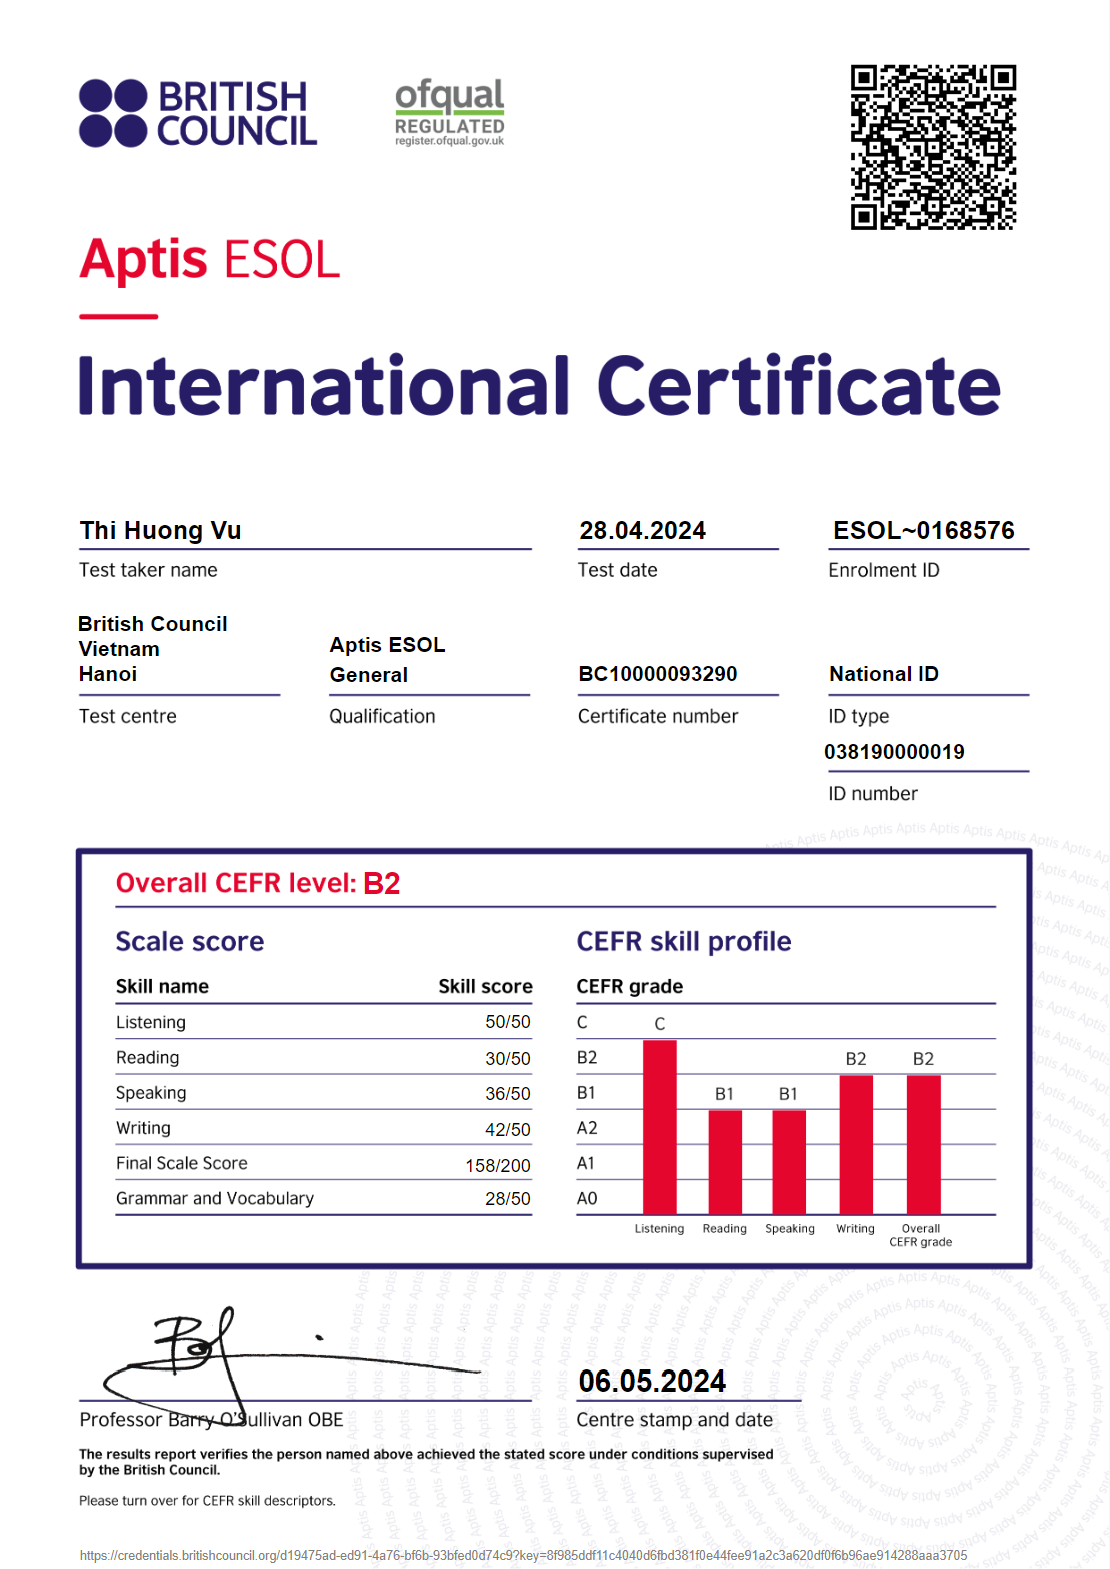 BRITISH
COUNCIL
ofqual
REGULATED
register.ofqual.gov.uk
Aptis ESOL
International Certificate
Thi Huong Vu
28.04.2024
ESOL~0168576
Test taker name
Test date
Enrolment ID
British Council
Vietnam
Hanoi
Aptis ESOL
General
BC10000093290
National ID
Test centre
Qualification
Certificate number
ID type
038190000019
ID number
Overall CEFR level: B2
Scale score
Skill name Skill score
Listening 50/50
Reading 30/50
Speaking 36/50
Writing 42/50
Final Scale Score 158/200
Grammar and Vocabulary 28/50
CEFR skill profile
CEFR grade
C
B2
B1
A2
A1
A0
C
B1
B1
B2
B2
Listening
Reading
Speaking
Writing
Overall
CEFR grade
06.05.2024
Professor Barry O'Sullivan OBE
Centre stamp and date
The results report verifies the person named above achieved the stated score under conditions supervised
by the British Council.
Please turn over for CEFR skill descriptors.
https://credentials.britishcouncil.org/d19475ad-ed91-4a76-bf6b-93bfed0d74c9?key=8f985ddf11c4040d6fbd381f0e44fee91a2c3a620df0f6b96ae914288aaa3705